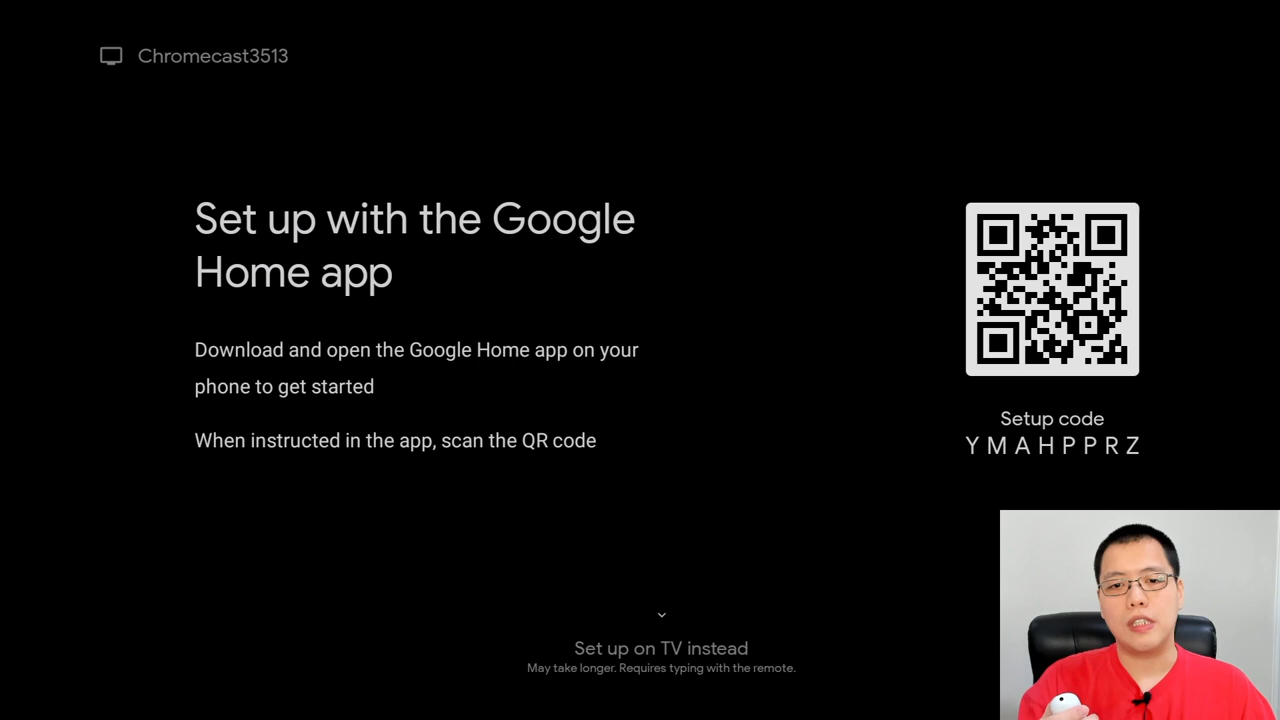 Chromecast3513
Set up with the Google
Home app
Download and open the Google Home app on your
phone to get started
When instructed in the app, scan the QR code
Setup code
YMAHPPRZ
Set up on TV instead
May take longer. Requires typing with the remote.